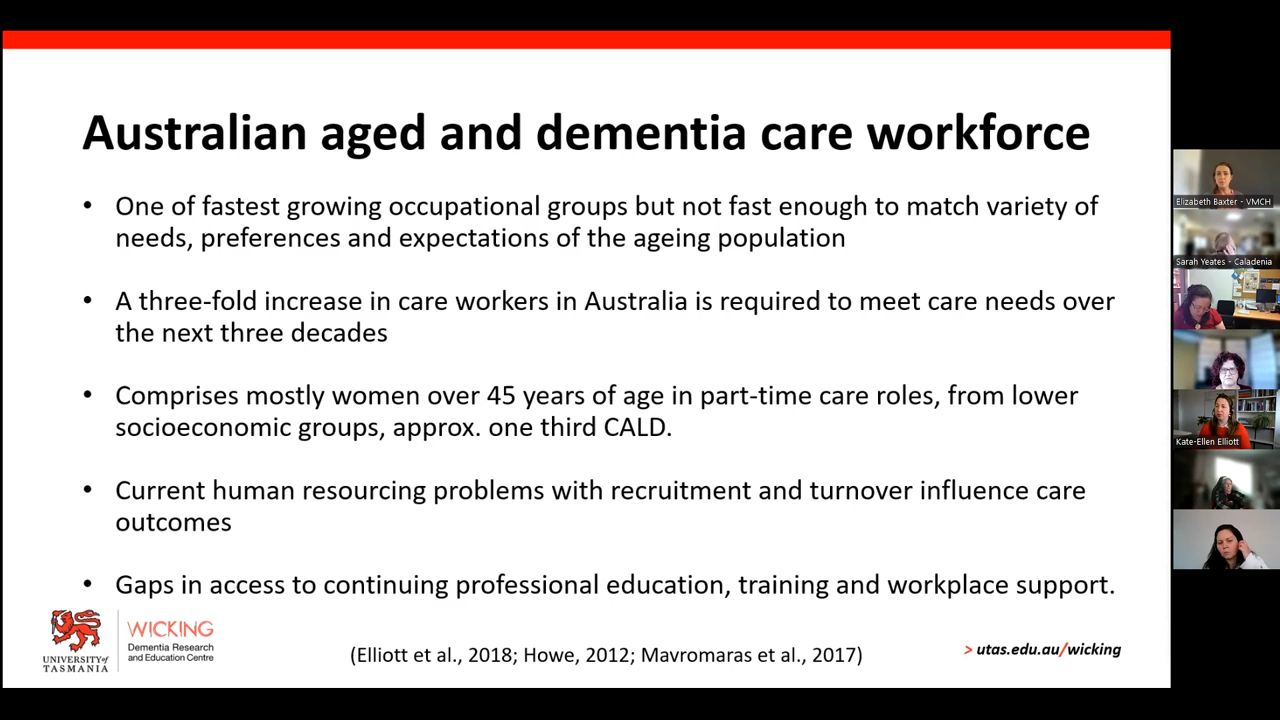 Australian aged and dementia care workforce
• One of fastest growing occupational groups but not fast enough to match variety of
needs, preferences and expectations of the ageing population
• A three-fold increase in care workers in Australia is required to meet care needs over
the next three decades
• Comprises mostly women over 45 years of age in part-time care roles, from lower
socioeconomic groups, approx. one third CALD.
• Current human resourcing problems with recruitment and turnover influence care
outcomes
• Gaps in access to continuing professional education, training and workplace support.
UNIVERSITY of
TASMANIA
WICKING
Dementia Research
and Education Centre
(Elliott et al., 2018; Howe, 2012; Mavromaras et al., 2017)
> utas.edu.au/wicking
Elizabeth Baxter - VMCH
Sarah Yeates - Caladenia
Kate-Ellen Elliott